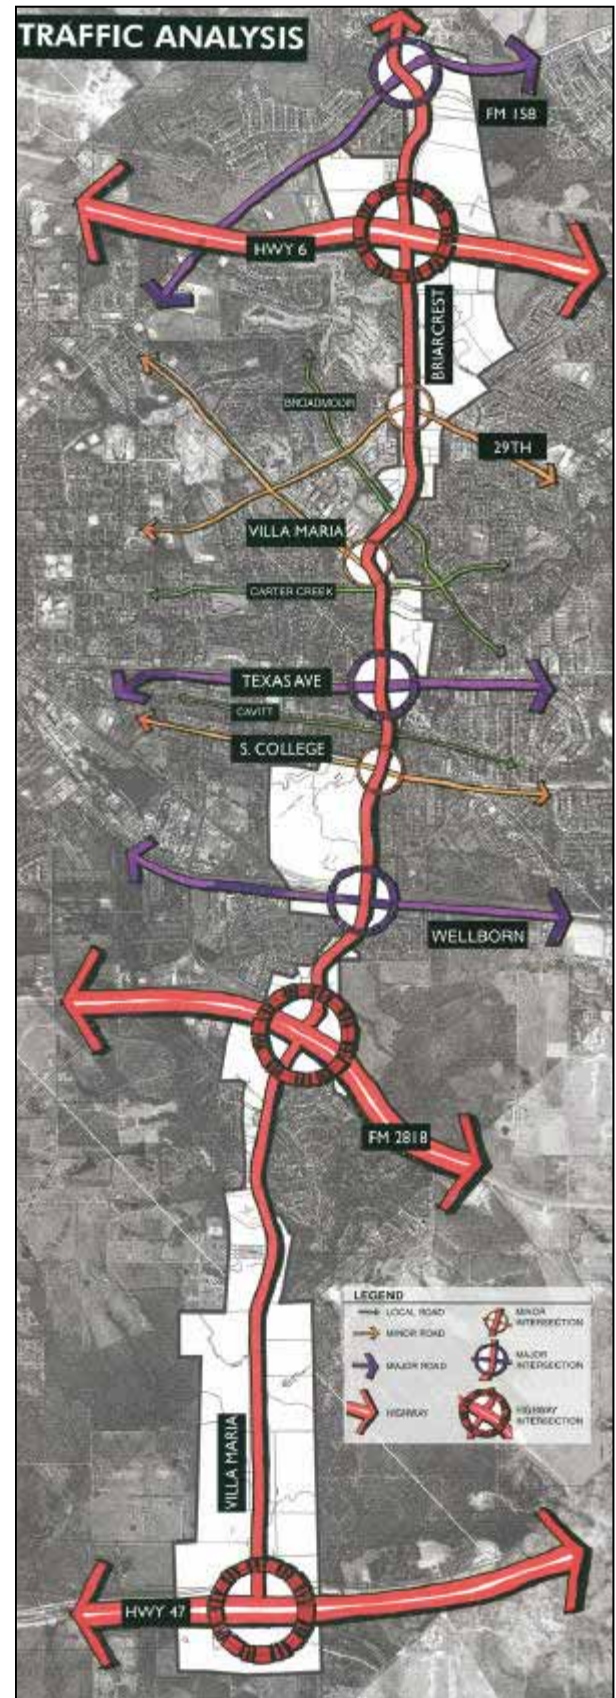 TRAFFIC ANALYSIS
FM 158
HWY 6
BRIARCREST
BROADMOOR
29TH
VILLA MARIA
CARTER CREEK
TEXAS AVE
CAVITT
S. COLLEGE
WELLBORN
FM 2818
LEGEND
LOCAL ROAD
MINOR ROAD
MAJOR ROAD
HIGHWAY
MINOR
INTERSECTION
MAJOR
INTERSECTION
HIGHWAY
INTERSECTION
VILLA MARIA
HWY 47